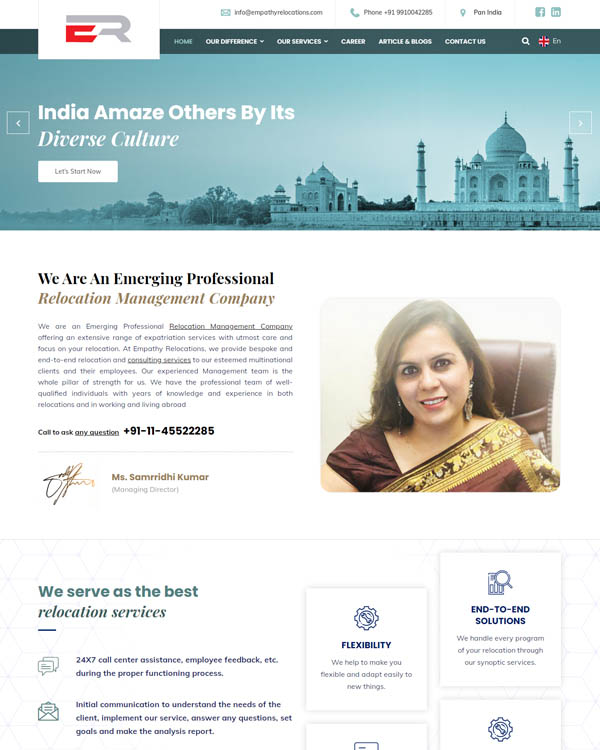 info@empathyrelocations.com
Phone +91 9910042285
Pan India
ER
HOME
OUR DIFFERENCE
OUR SERVICES
CAREER
ARTICLE & BLOGS
CONTACT US
En
India Amaze Others By Its
Diverse Culture
Let's Start Now
We Are An Emerging Professional
Relocation Management Company
We are an Emerging Professional Relocation Management Company
offering an extensive range of expatriation services with utmost care and
focus on your relocation. At Empathy Relocations, we provide bespoke and
end-to-end relocation and consulting services to our esteemed multinational
clients and their employees. Our experienced Management team is the
whole pillar of strength for us. We have the professional team of well-
qualified individuals with years of knowledge and experience in both
relocations and in working and living abroad
Call to ask any question +91-11-45522285
Ms. Samrridhi Kumar
(Managing Director)
We serve as the best
relocation services
24X7 call center assistance, employee feedback, etc.
during the proper functioning process.
Initial communication to understand the needs of the
client, implement our service, answer any questions, set
goals and make the analysis report.
FLEXIBILITY
We help to make you
flexible and adapt easily to
new things.
END-TO-END
SOLUTIONS
We handle every program
of your relocation through
our synoptic services.